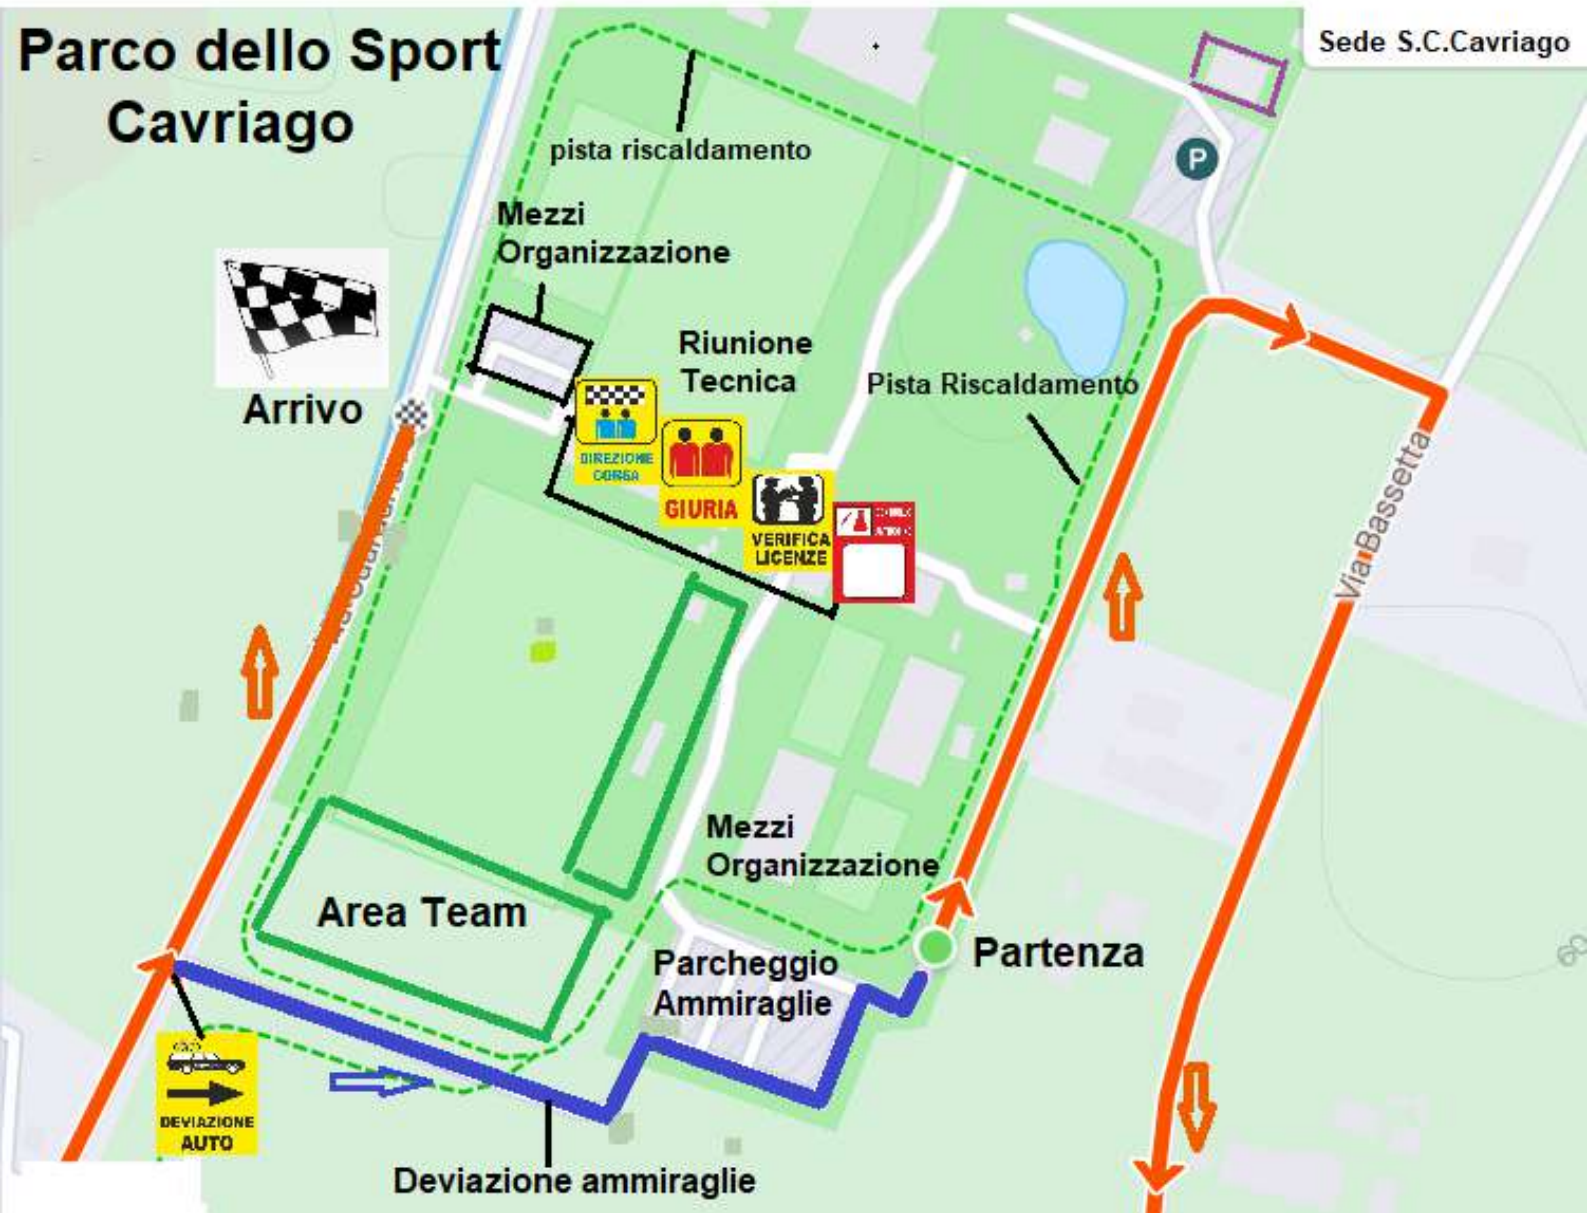 Parco dello Sport
Cavriago
Sede S.C.Cavriago
pista riscaldamento
P
Mezzi
Organizzazione
Riunione
Tecnica
Pista Riscaldamento
Arrivo
DIREZIONE
CORSA
GIURIA
VERIFICA
LICENZE
Via Bassetta
Mezzi
Organizzazione
Area Team
Parcheggio
Ammiraglie
Partenza
60
DEVIAZIONE
AUTO
Deviazione ammiraglie